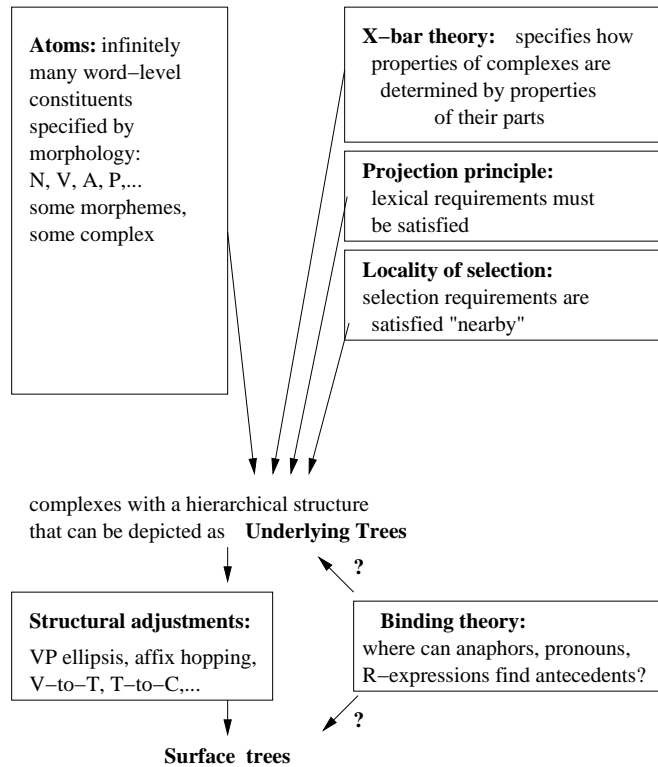 Atoms: infinitely
many word−level
constituents
specified by
morphology:
N, V, A, P,...
some morphemes,
some complex
X−bar theory: specifies how
properties of complexes are
determined by properties
of their parts
Projection principle:
lexical requirements must
be satisfied
Locality of selection:
selection requirements are
satisfied "nearby"
complexes with a hierarchical structure
that can be depicted as Underlying Trees
?
Structural adjustments:
VP ellipsis, affix hopping,
V−to−T, T−to−C,...
Binding theory:
where can anaphors, pronouns,
R−expressions find antecedents?
?
Surface trees